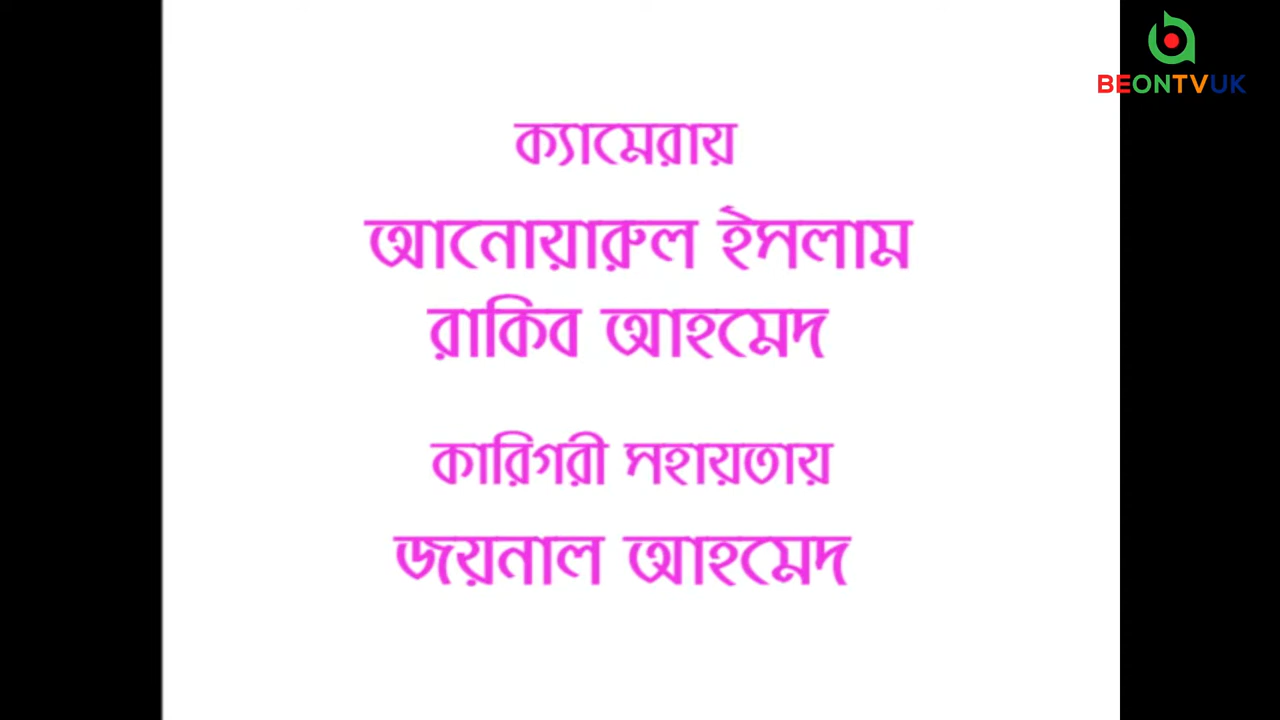 BEONTVUK
ক্যামেরায়
আনোয়ারুল ইসলাম
রাকিব আহমেদ
কারিগরী সহায়তায়
জয়নাল আহমেদ